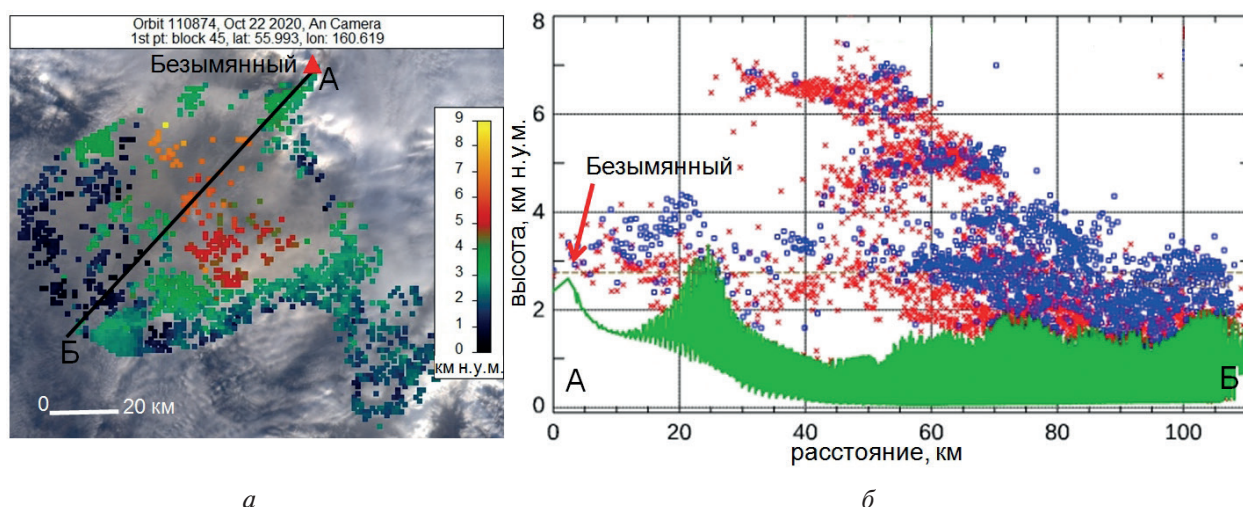 Orbit 110874, Oct 22 2020, An Camera
1st pt: block 45, lat: 55.993, lon: 160.619
Безымянный
А
Б
0 20 км
9
8
7
6
5
4
3
2
1
0
км н.у.м.
высота, км н.у.м.
8
6
4
2
0
Безымянный
А
Б
0 20 40 60 80 100
расстояние, км
а
б